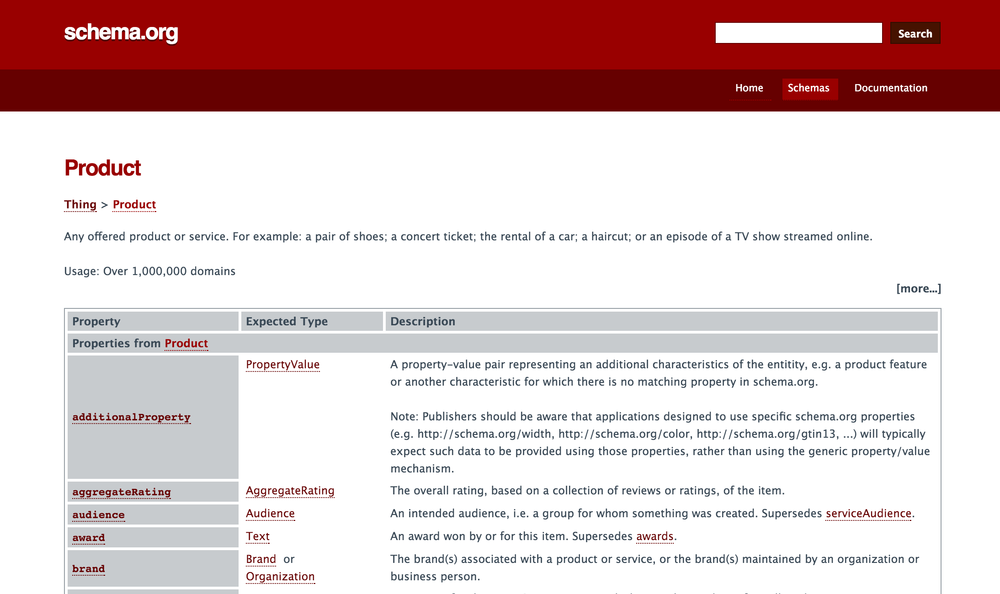 schema.org
Search
Home Schemas Documentation
Product
Thing > Product
Any offered product or service. For example: a pair of shoes; a concert ticket; the rental of a car; a haircut; or an episode of a TV show streamed online.
Usage: Over 1,000,000 domains
[more...]
Property Expected Type Description
Properties from Product
additionalProperty
PropertyValue
A property-value pair representing an additional characteristics of the entitity, e.g. a product feature
or another characteristic for which there is no matching property in schema.org.
Note: Publishers should be aware that applications designed to use specific schema.org properties
(e.g. http://schema.org/width, http://schema.org/color, http://schema.org/gtin13, ...) will typically
expect such data to be provided using those properties, rather than using the generic property/value
mechanism.
aggregateRating AggregateRating The overall rating, based on a collection of reviews or ratings, of the item.
audience Audience An intended audience, i.e. a group for whom something was created. Supersedes serviceAudience.
award Text An award won by or for this item. Supersedes awards.
brand
Brand or
Organization
The brand(s) associated with a product or service, or the brand(s) maintained by an organization or
business person.